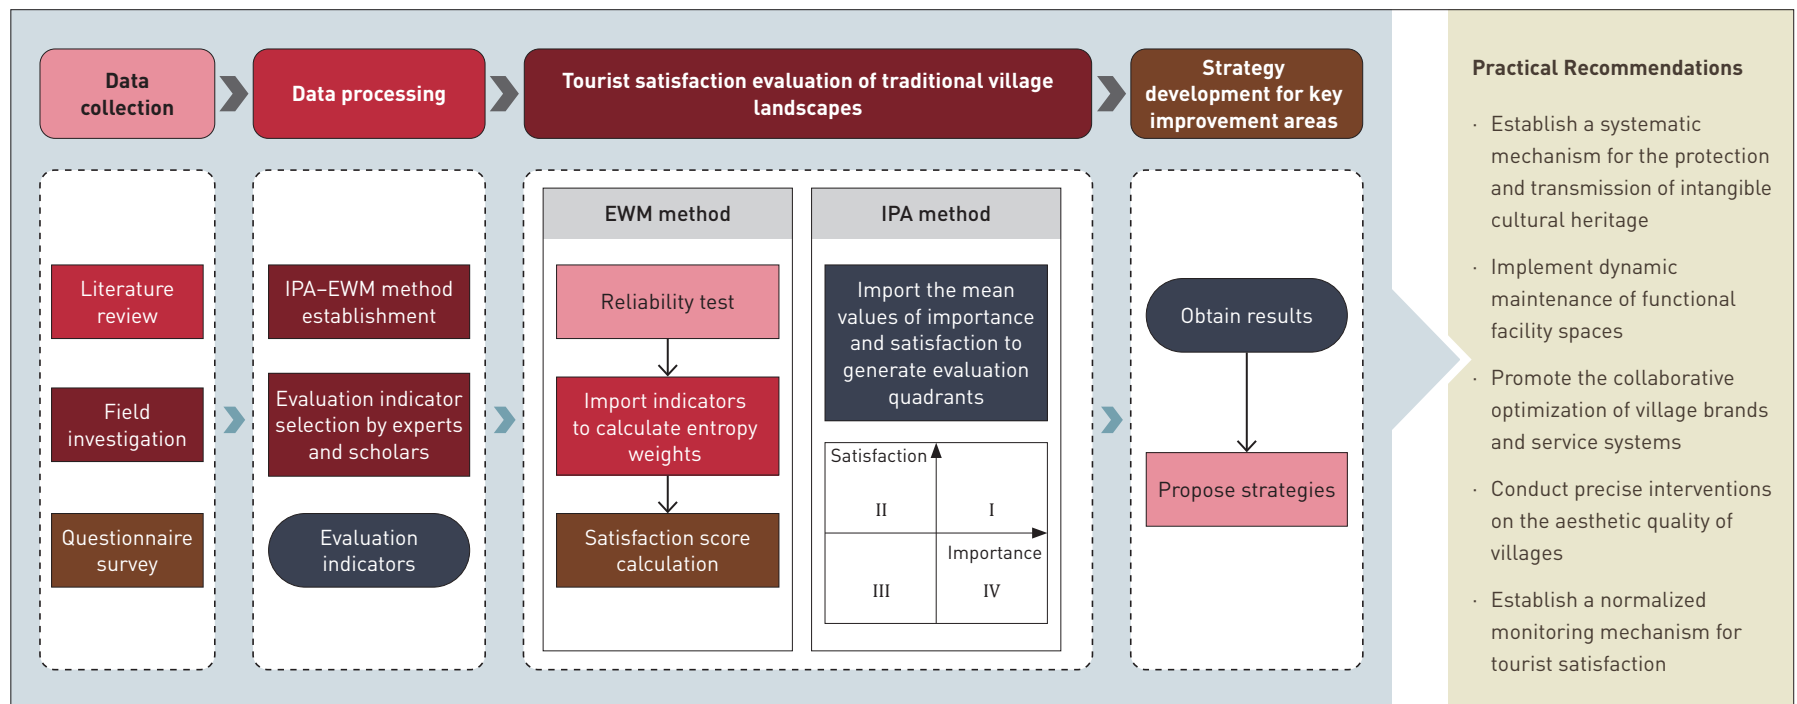 Data
collection
Data processing
Tourist satisfaction evaluation of traditional village
landscapes
Strategy
development for key
improvement areas
Literature
review
Field
investigation
Questionnaire
survey
IPA–EWM method
establishment
Evaluation indicator
selection by experts
and scholars
Evaluation
indicators
EWM method
Reliability test
Import indicators
to calculate entropy
weights
Satisfaction score
calculation
IPA method
Import the mean
values of importance
and satisfaction to
generate evaluation
quadrants
Satisfaction
II
I
Importance
III
IV
Obtain results
Propose strategies
Practical Recommendations
· Establish a systematic
mechanism for the protection
and transmission of intangible
cultural heritage
· Implement dynamic
maintenance of functional
facility spaces
· Promote the collaborative
optimization of village brands
and service systems
· Conduct precise interventions
on the aesthetic quality of
villages
· Establish a normalized
monitoring mechanism for
tourist satisfaction